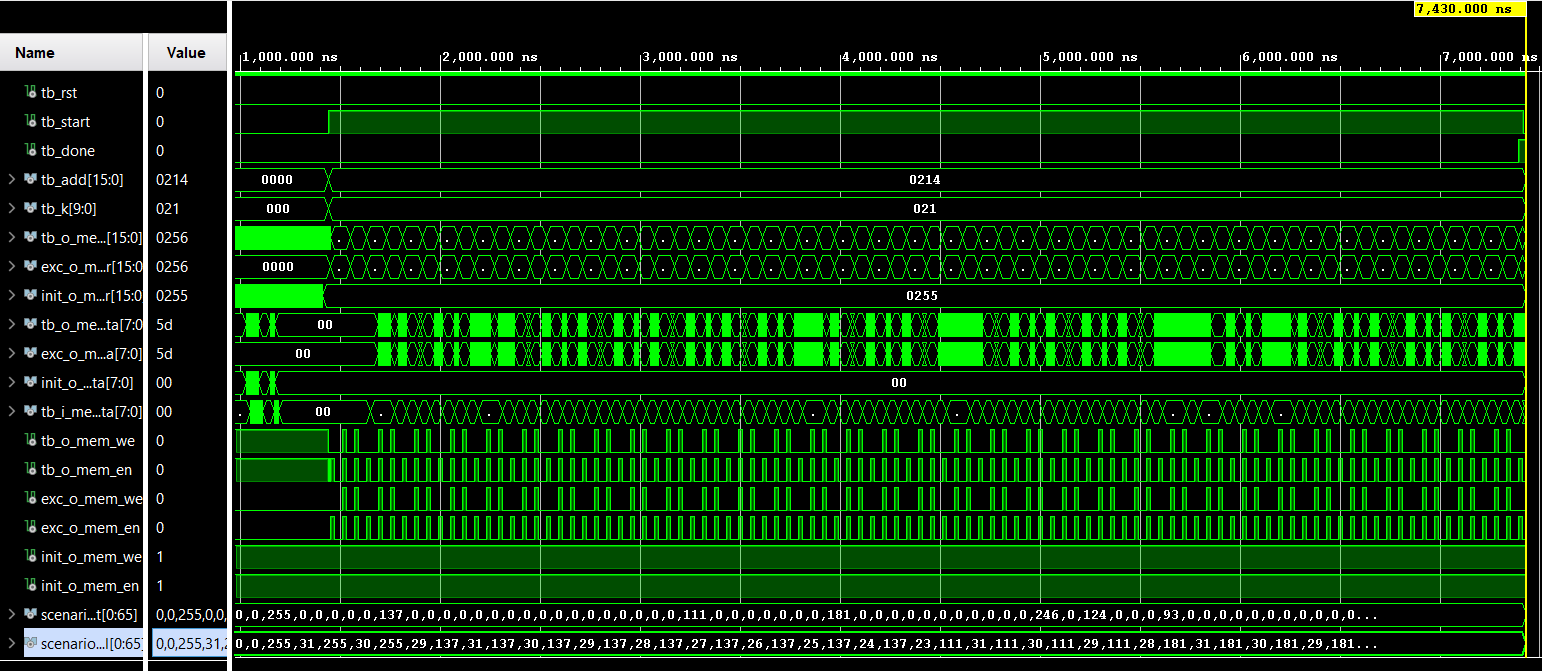 7,430.000 ns
Name Value
1,000.000 ns 2,000.000 ns 3,000.000 ns 4,000.000 ns 5,000.000 ns 6,000.000 ns 7,000.000 ns
tb_rst 0
tb_start 0
tb_done 0
tb_add[15:0] 0214 0000 0214
tb_k[9:0] 021 000 021
tb_o_me...[15:0] 0256
exc_o_m...r[15:0 0256 0000
init_o_m...r[15:0 0255 0255
tb_o_me...ta[7:0 5d 00
exc_o_m...a[7:0] 5d 00
init_o_...ta[7:0] 00 00
tb_i_me...ta[7:0] 00 00
tb_o_mem_we 0
tb_o_mem_en 0
exc_o_mem_we 0
exc_o_mem_en 0
init_o_mem_we 1
init_o_mem_en 1
scenari...t[0:65] 0,0,255,0,0, 0,0,255,0,0,0,0,0,137,0,0,0,0,0,0,0,0,0,0,0,0,0,111,0,0,0,0,0,181,0,0,0,0,0,0,0,0,0,246,0,124,0,0,93,0,0,0,0,0,0,0,0,0...
scenario...l[0:65] 0,0,255,31,2 0,0,255,31,255,30,255,29,137,31,137,30,137,29,137,28,137,27,137,26,137,25,137,24,137,23,111,31,111,30,111,29,111,28,181,31,181,30,181,29,181...